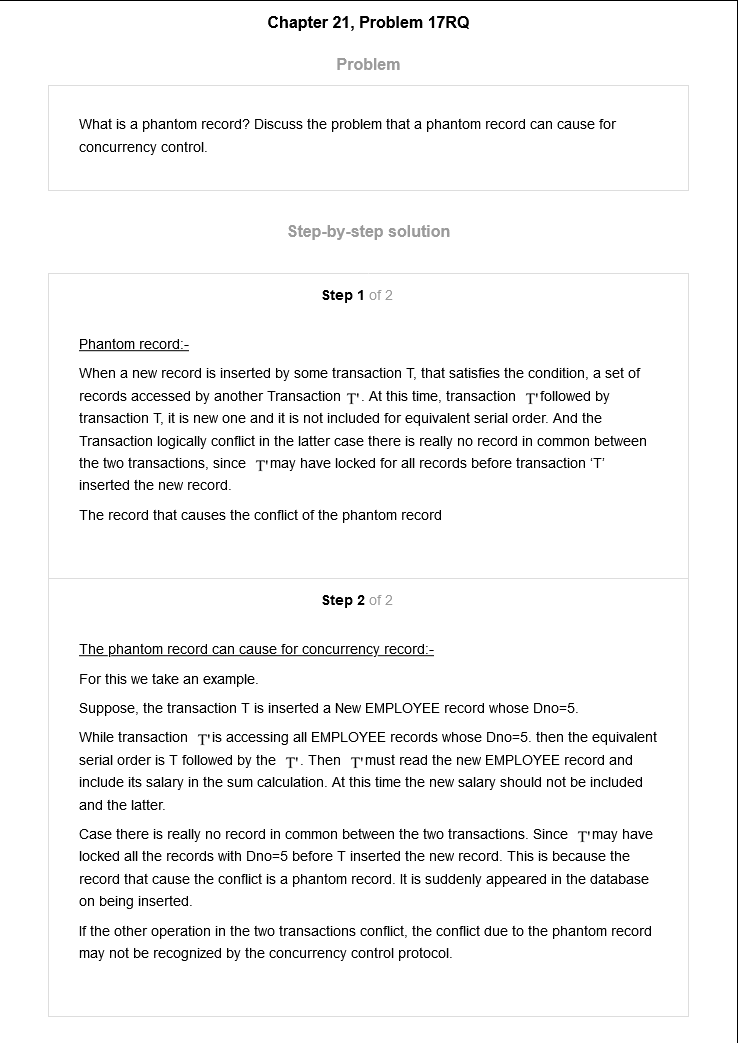 Chapter 21, Problem 17RQ
Problem
What is a phantom record? Discuss the problem that a phantom record can cause for
concurrency control.
Step-by-step solution
Step 1 of 2
Phantom record:-
When a new record is inserted by some transaction T, that satisfies the condition, a set of
records accessed by another Transaction T'. At this time, transaction T'followed by
transaction T, it is new one and it is not included for equivalent serial order. And the
Transaction logically conflict in the latter case there is really no record in common between
the two transactions, since T'may have locked for all records before transaction ‘T’
inserted the new record.
The record that causes the conflict of the phantom record
Step 2 of 2
The phantom record can cause for concurrency record:-
For this we take an example.
Suppose, the transaction T is inserted a New EMPLOYEE record whose Dno=5.
While transaction T'is accessing all EMPLOYEE records whose Dno=5. then the equivalent
serial order is T followed by the T'. Then T'must read the new EMPLOYEE record and
include its salary in the sum calculation. At this time the new salary should not be included
and the latter.
Case there is really no record in common between the two transactions. Since T'may have
locked all the records with Dno=5 before T inserted the new record. This is because the
record that cause the conflict is a phantom record. It is suddenly appeared in the database
on being inserted.
If the other operation in the two transactions conflict, the conflict due to the phantom record
may not be recognized by the concurrency control protocol.